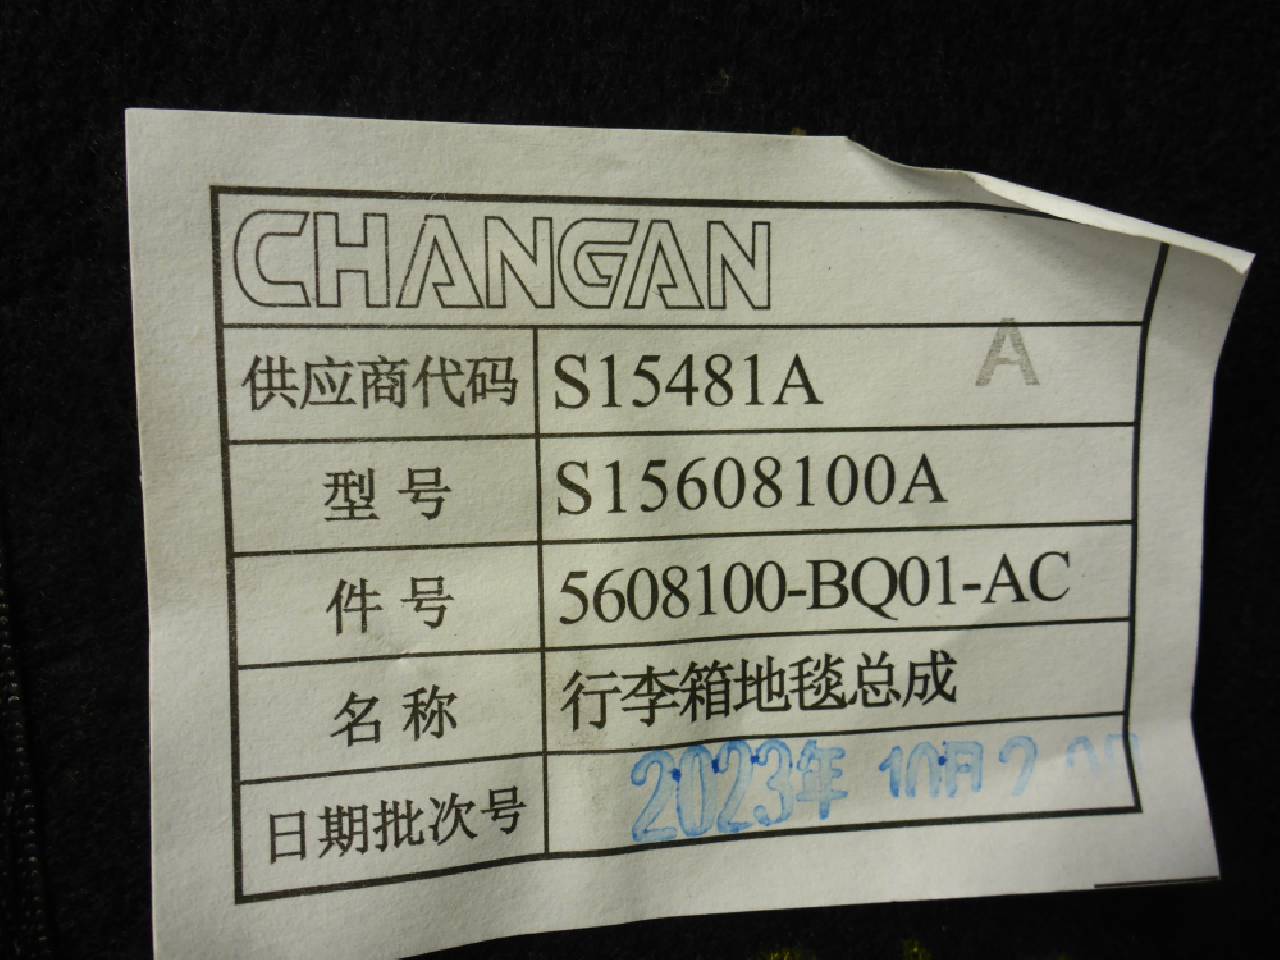 CHANGAN
A
供应商代码 S15481A
型号 S15608100A
件号 5608100-BQ01-AC
名称 行李箱地毯总成
日期批次号 2023年 10月2